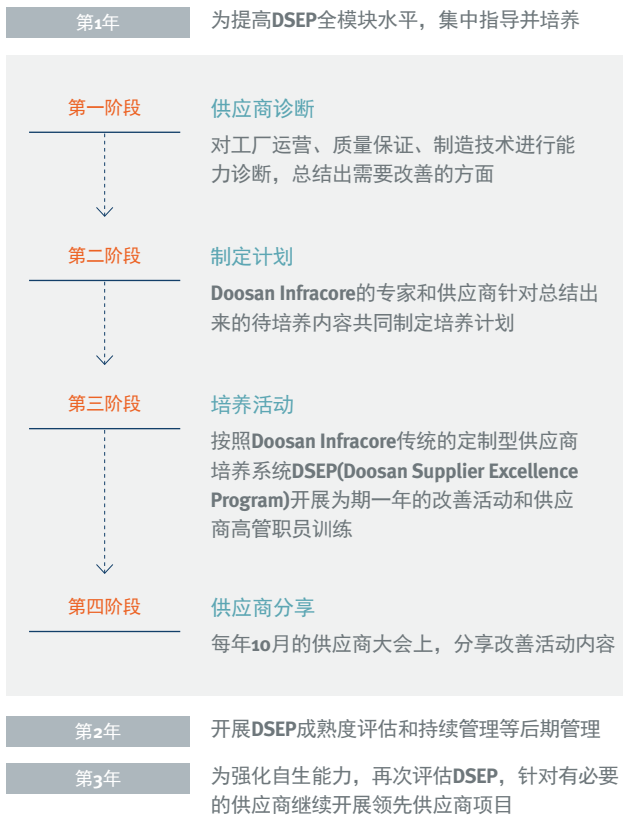 第1年
为提高DSEP全模块水平，集中指导并培养
第一阶段
供应商诊断
对工厂运营、质量保证、制造技术进行能
力诊断，总结出需要改善的方面
第二阶段
制定计划
Doosan Infracore的专家和供应商针对总结出
来的待培养内容共同制定培养计划
第三阶段
培养活动
按照Doosan Infracore传统的定制型供应商
培养系统DSEP(Doosan Supplier Excellence
Program)开展为期一年的改善活动和供应
商高管职员训练
第四阶段
供应商分享
每年10月的供应商大会上，分享改善活动内容
第2年
开展DSEP成熟度评估和持续管理等后期管理
第3年
为强化自生能力，再次评估DSEP，针对有必要
的供应商继续开展领先供应商项目